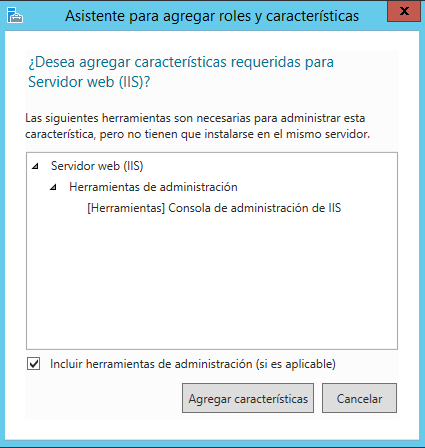 Asistente para agregar roles y características
x
¿Desea agregar características requeridas para
Servidor web (IIS)?
Las siguientes herramientas son necesarias para administrar esta
característica, pero no tienen que instalarse en el mismo servidor.
Servidor web (IIS)
Herramientas de administración
[Herramientas] Consola de administración de IIS
Incluir herramientas de administración (si es aplicable)
Agregar características
Cancelar